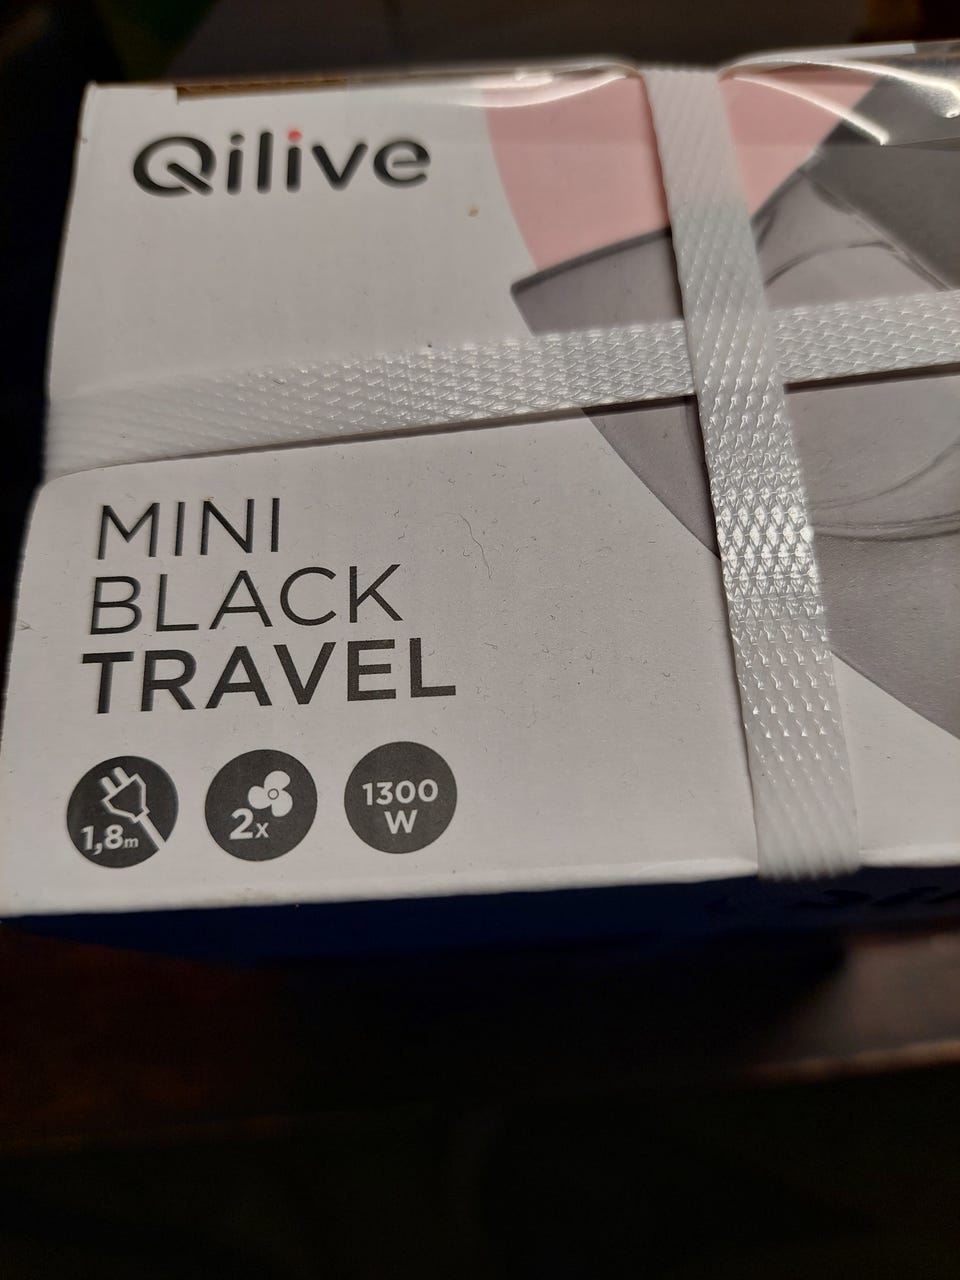 Qilive
MINI
BLACK
TRAVEL
1,8m
2x
1300
W